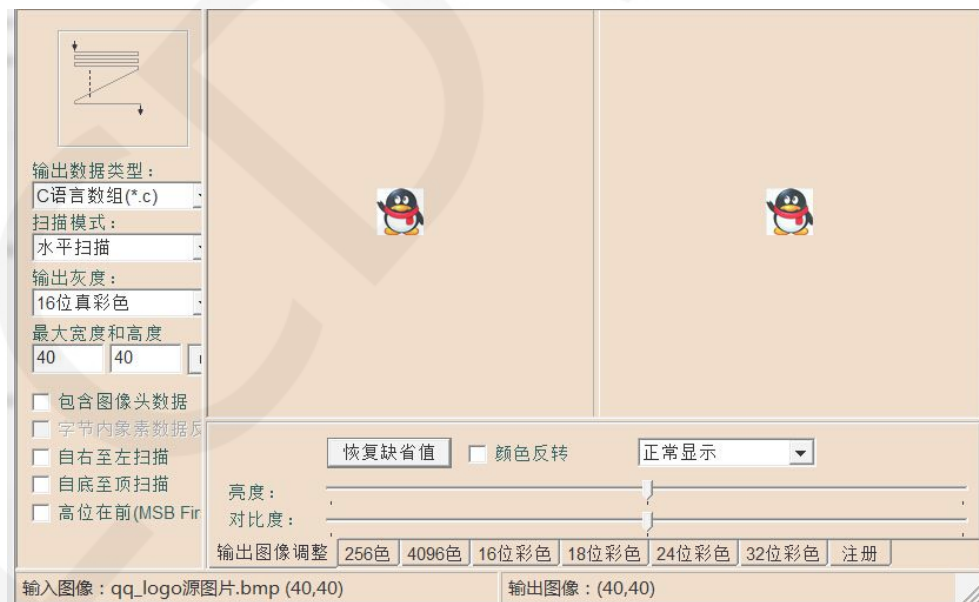 输出数据类型：
C语言数组(*.c)
扫描模式：
水平扫描
输出灰度：
16位真彩色
最大宽度和高度
40 40
包含图像头数据
字节内象素数据反
自右至左扫描
自底至顶扫描
高位在前(MSB Fir
恢复缺省值 颜色反转 正常显示
亮度：
对比度：
输出图像调整 256色 4096色 16位彩色 18位彩色 24位彩色 32位彩色 注册
输入图像：qq_logo源图片.bmp (40,40) 输出图像：(40,40)